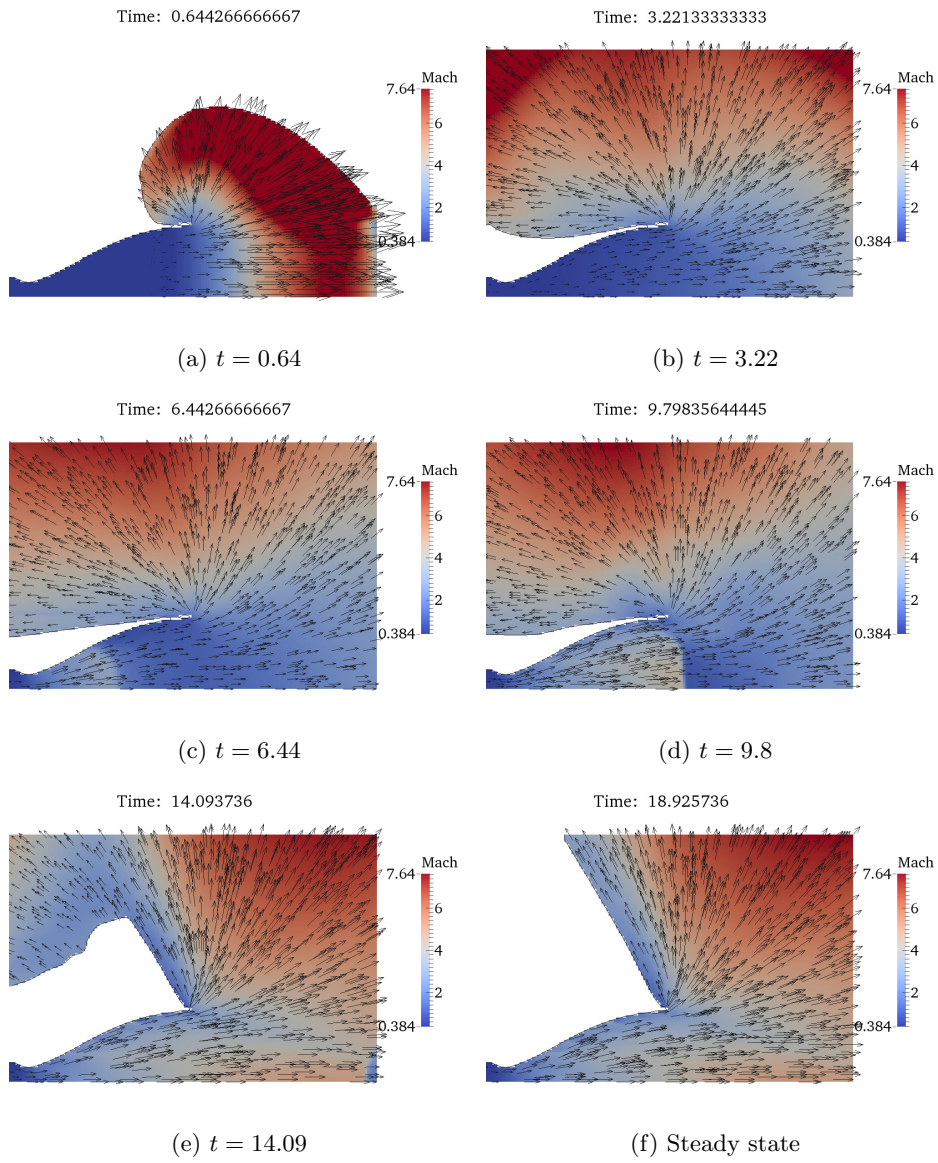 Time: 0.644266666667
Mach
7.64
6
4
2
0.384
(a) t = 0.64
Time: 3.22133333333
Mach
7.64
6
4
2
0.384
(b) t = 3.22
Time: 6.44266666667
Mach
7.64
6
4
2
0.384
(c) t = 6.44
Time: 9.79835644445
Mach
7.64
6
4
2
0.384
(d) t = 9.8
Time: 14.093736
Mach
7.64
6
4
2
0.384
(e) t = 14.09
Time: 18.925736
Mach
7.64
6
4
2
0.384
(f) Steady state